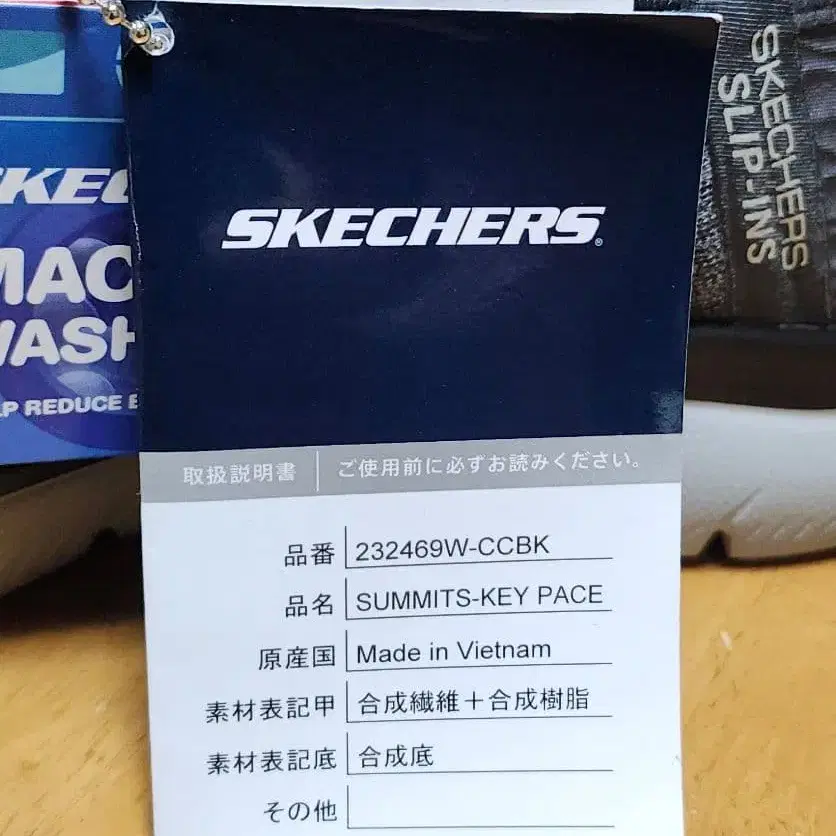 SKECHERS
取扱説明書 ご使用前に必ずお読みください。
品番 232469W-CCBK
品名 SUMMITS-KEY PACE
原産国 Made in Vietnam
素材表記甲 合成繊維+合成樹脂
素材表記底 合成底
その他
SKECHERS
SLIP-INS
REDUCE